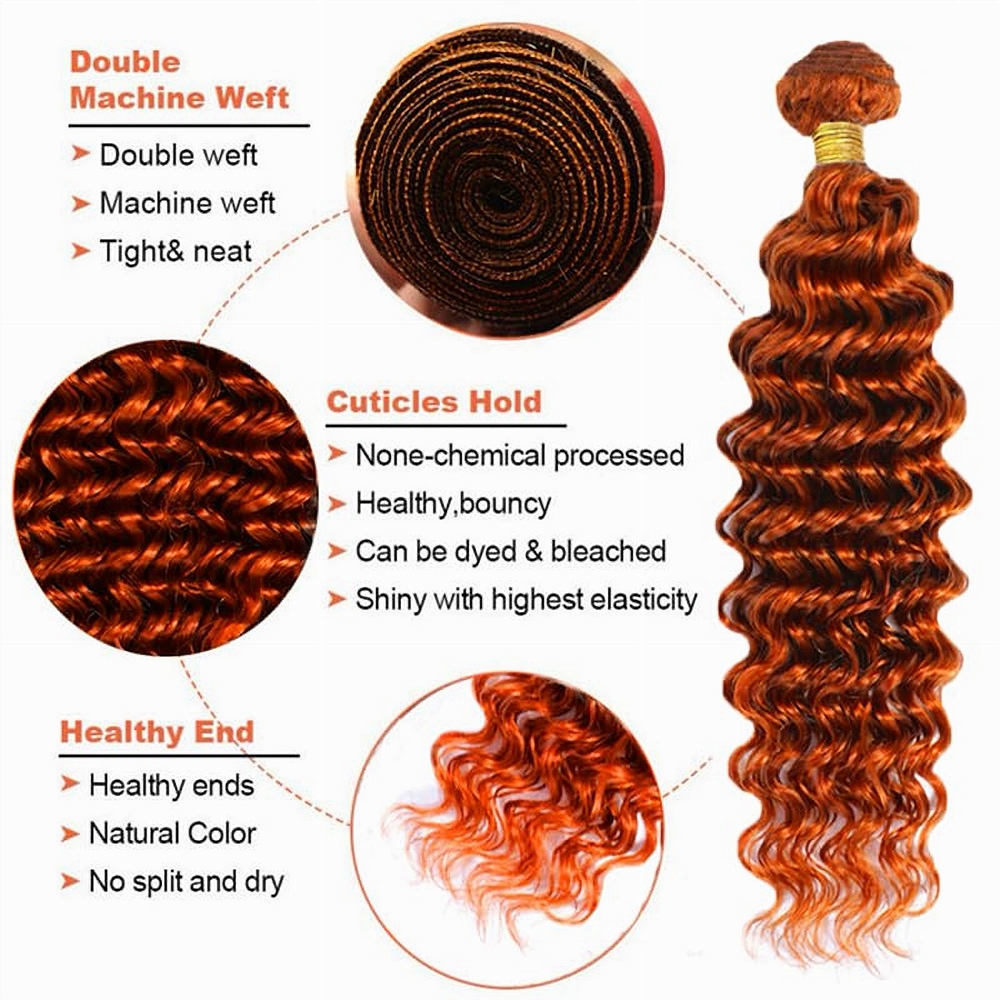 Double
Machine Weft
Double weft
Machine weft
Tight& neat
Cuticles Hold
None-chemical processed
Healthy,bouncy
Can be dyed & bleached
Shiny with highest elasticity
Healthy End
Healthy ends
Natural Color
No split and dry